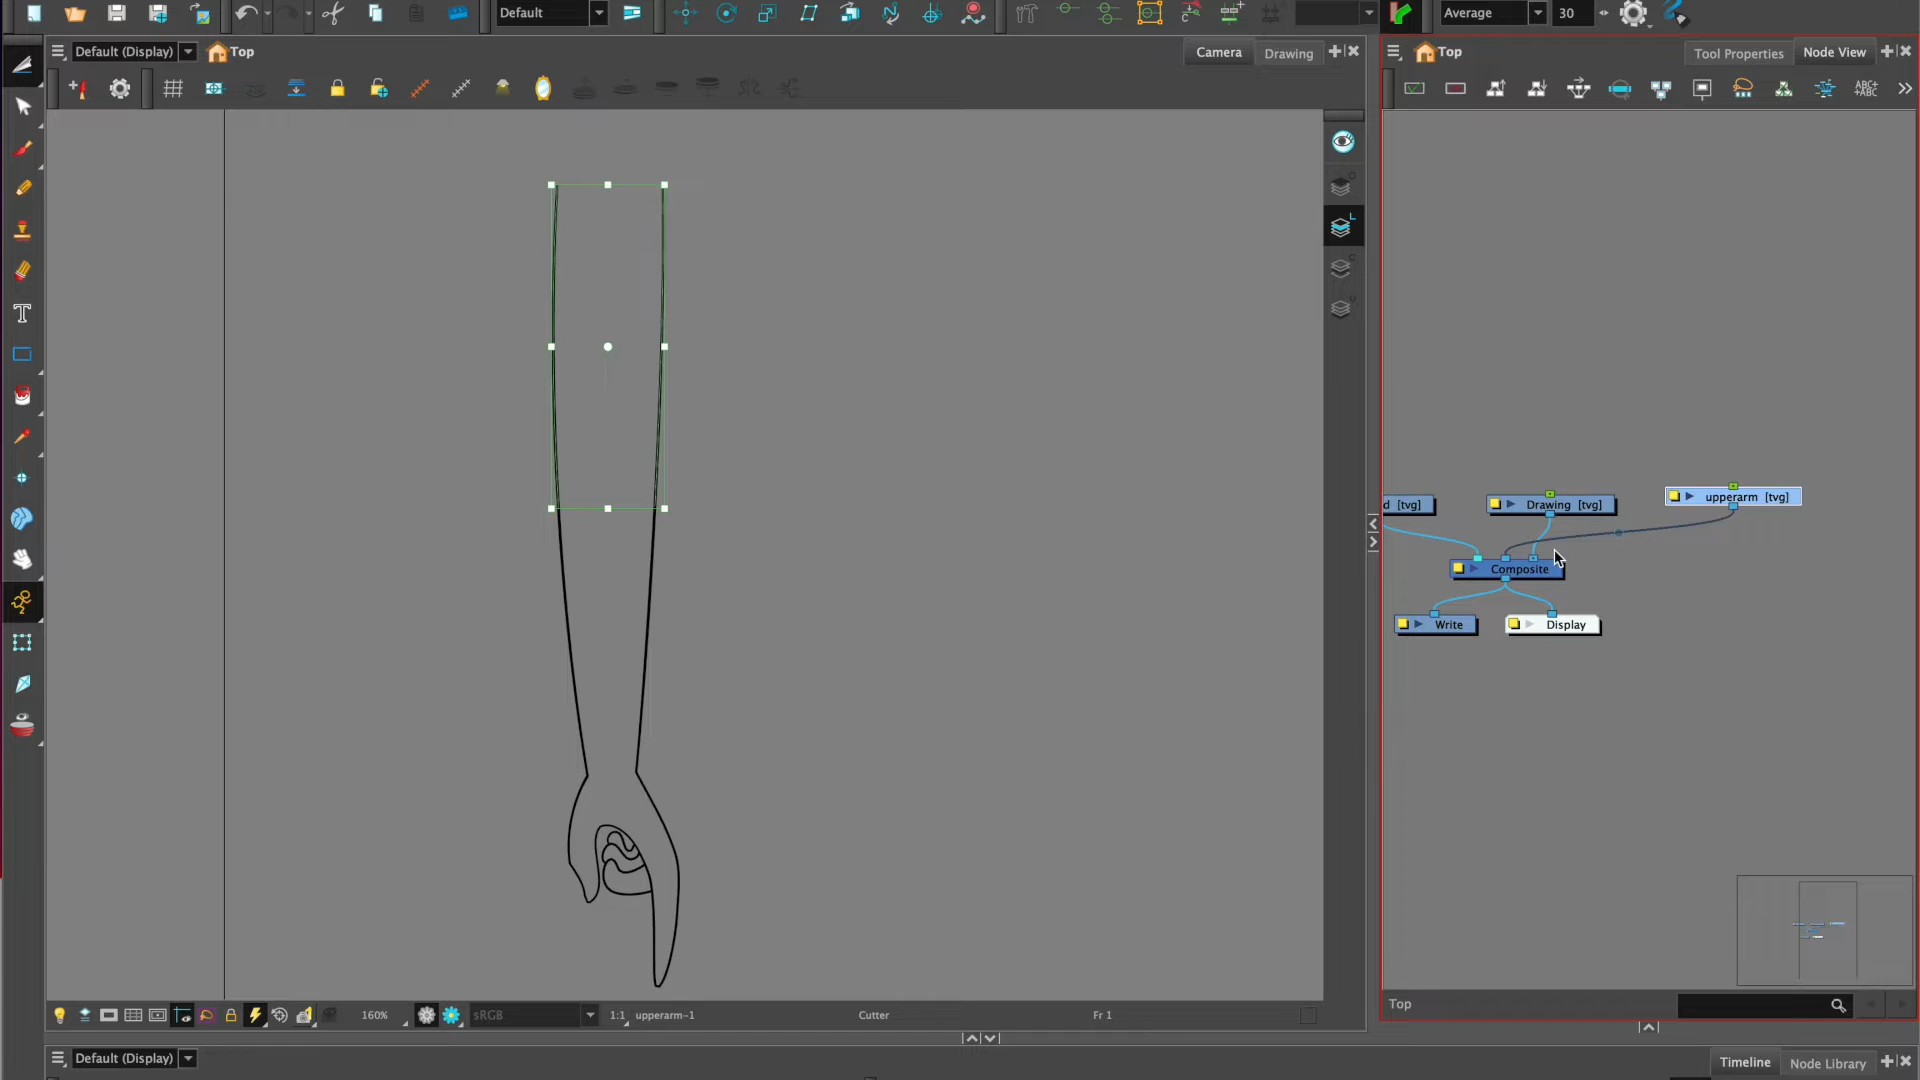 Default
Average
30
Default (Display)
Top
Camera
Drawing
Top
Tool Properties
Node View
d [tvg]
Drawing [tvg]
upperarm [tvg]
Composite
Write
Display
Top
160%
sRGB
1:1 upperarm-1
Cutter
Fr 1
Default (Display)
Timeline
Node Library